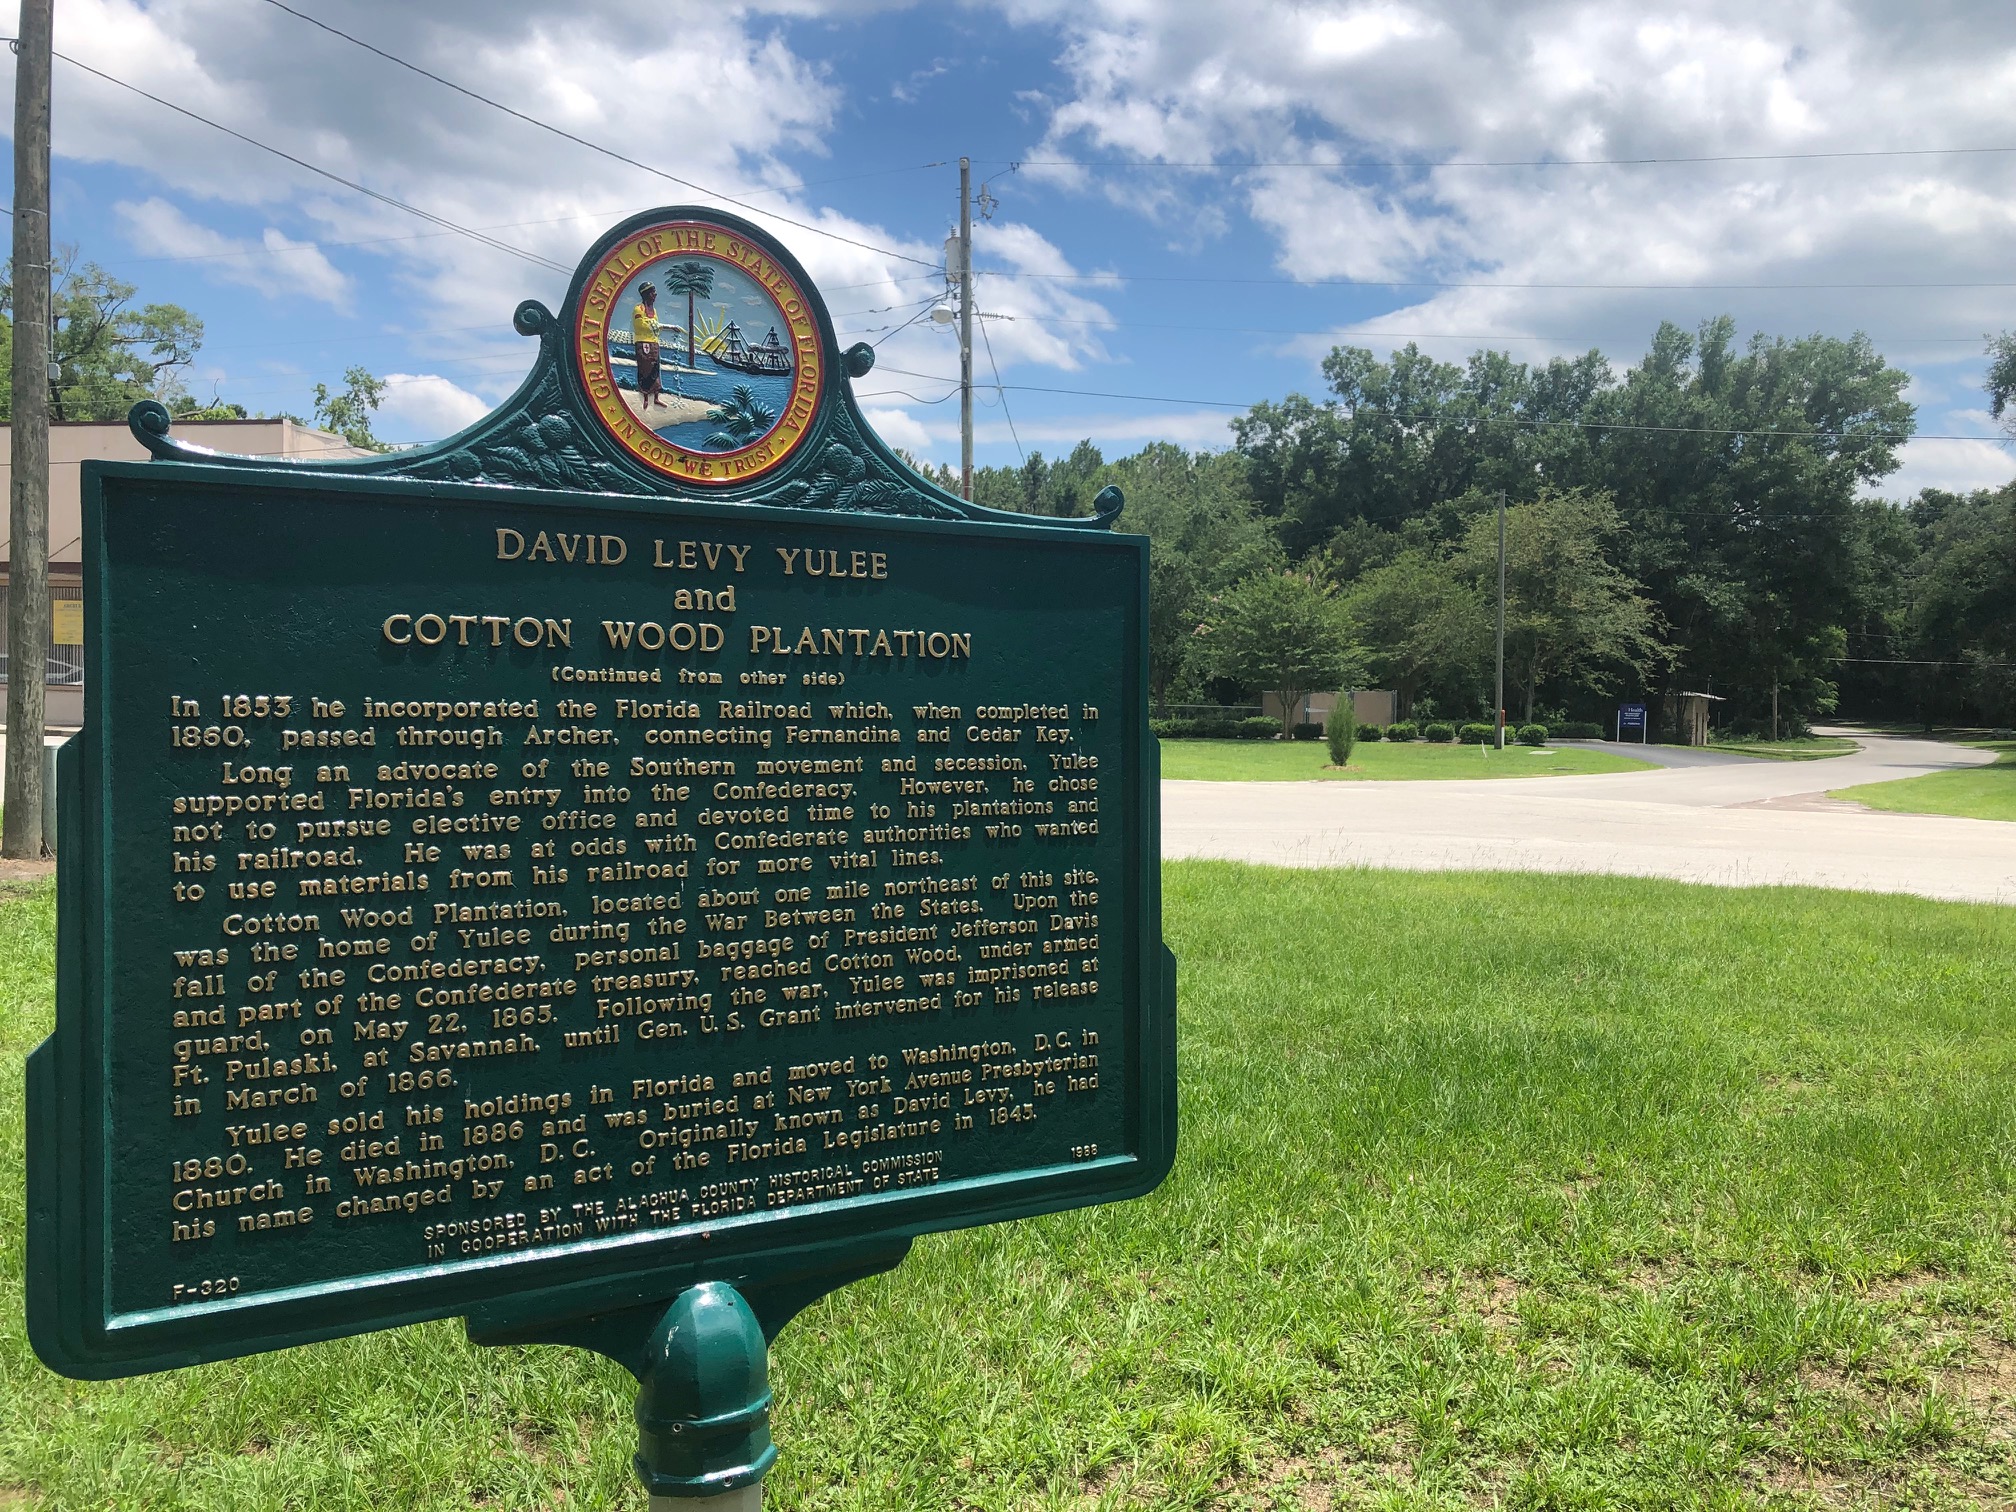 GREAT SEAL OF THE STATE OF FLORIDA
IN GOD WE TRUST
DAVID LEVY YULEE
and
COTTON WOOD PLANTATION
(Continued from other side)
In 1853 he incorporated the Florida Railroad which, when completed in
1860, passed through Archer, connecting Fernandina and Cedar Key.
Long an advocate of the Southern movement and secession, Yulee
supported Florida's entry into the Confederacy. However, he chose
not to pursue elective office and devoted time to his plantations and
his railroad. He was at odds with Confederate authorities who wanted
to use materials from his railroad for more vital lines.
Cotton Wood Plantation, located about one mile northeast of this site,
was the home of Yulee during the War Between the States. Upon the
fall of the Confederacy, personal baggage of President Jefferson Davis
and part of the Confederate treasury, reached Cotton Wood, under armed
guard, on May 22, 1865. Following the war, Yulee was imprisoned at
Ft. Pulaski, at Savannah, until Gen. U.S. Grant intervened for his release
in March of 1866.
Yulee sold his holdings in Florida and moved to Washington, D.C. in
1880. He died in 1886 and was buried at New York Avenue Presbyterian
Church in Washington, D.C. Originally known as David Levy, he had
his name changed by an act of the Florida Legislature in 1845.
1988
SPONSORED BY THE ALACHUA COUNTY HISTORICAL COMMISSION
IN COOPERATION WITH THE FLORIDA DEPARTMENT OF STATE
F-320
Health